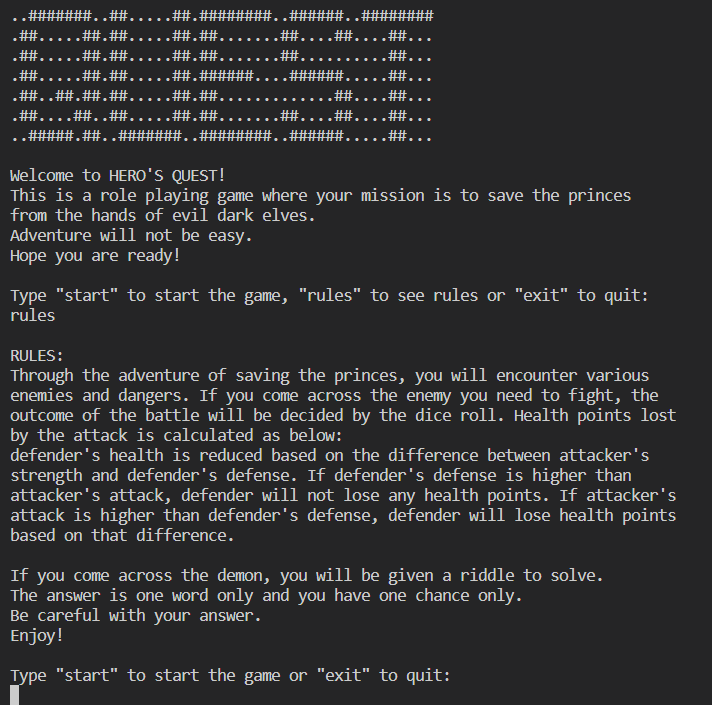 ..#######..##.....##.########..######..########
.##.....##.##.....##.##.......##....##....##...
.##.....##.##.....##.##.......##..........##...
.##.....##.##.....##.######....######.....##...
.##..##.##.##.....##.##.............##....##...
.##....##..##.....##.##.......##....##....##...
..#####.##..#######..########..######.....##...
Welcome to HERO'S QUEST!
This is a role playing game where your mission is to save the princes
from the hands of evil dark elves.
Adventure will not be easy.
Hope you are ready!
Type "start" to start the game, "rules" to see rules or "exit" to quit:
rules
RULES:
Through the adventure of saving the princes, you will encounter various
enemies and dangers. If you come across the enemy you need to fight, the
outcome of the battle will be decided by the dice roll. Health points lost
by the attack is calculated as below:
defender's health is reduced based on the difference between attacker's
strength and defender's defense. If defender's defense is higher than
attacker's attack, defender will not lose any health points. If attacker's
attack is higher than defender's defense, defender will lose health points
based on that difference.
If you come across the demon, you will be given a riddle to solve.
The answer is one word only and you have one chance only.
Be careful with your answer.
Enjoy!
Type "start" to start the game or "exit" to quit: